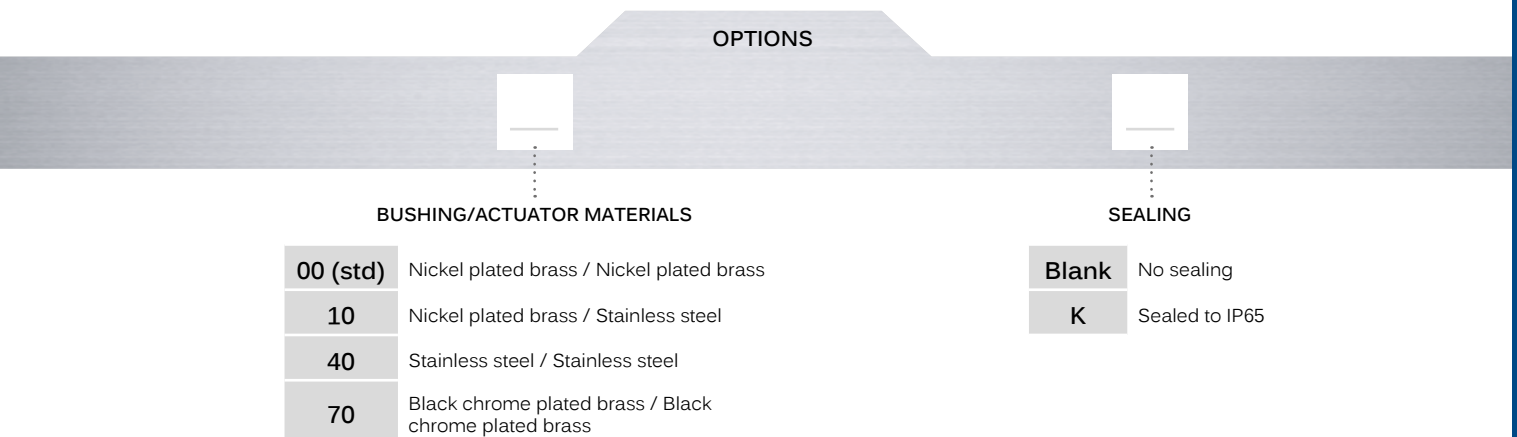 OPTIONS
BUSHING/ACTUATOR MATERIALS
00 (std) Nickel plated brass / Nickel plated brass
10 Nickel plated brass / Stainless steel
40 Stainless steel / Stainless steel
70 Black chrome plated brass / Black
chrome plated brass
SEALING
Blank No sealing
K Sealed to IP65